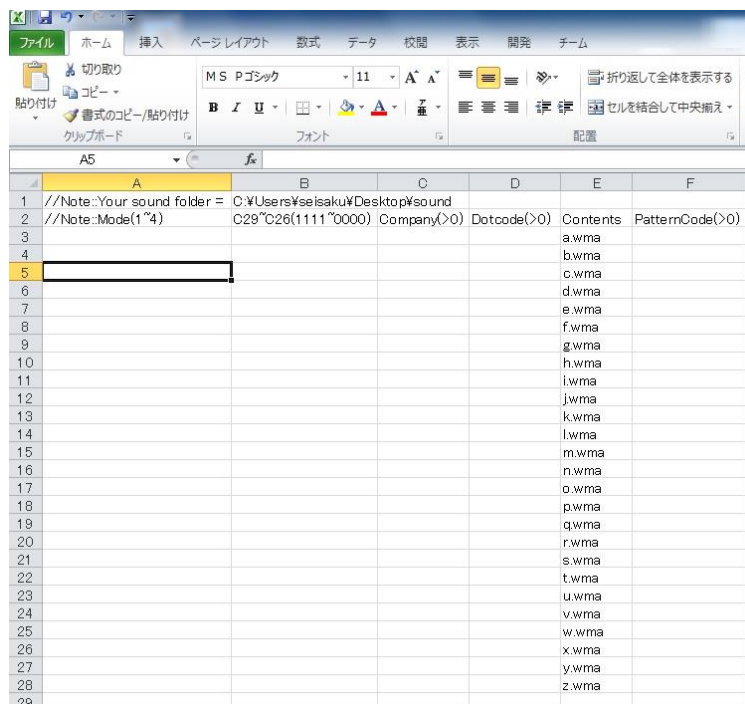 ファイル ホーム 挿入 ページ レイアウト 数式 データ 校閲 表示 開発 チーム
切り取り
コピー
書式のコピー/貼り付け
貼り付け
クリップボード
MS Pゴシック 11
B I U
フォント
折り返して全体を表示する
セルを結合して中央揃え
配置
A5 fx
A B C D E F
1 //Note::Your sound folder = C:¥Users¥seisaku¥Desktop¥sound
2 //Note::Mode(1~4) C29~C26(1111~0000) Company(>0) Dotcode(>0) Contents PatternCode(>0)
3 a.wma
4 b.wma
5 c.wma
6 d.wma
7 e.wma
8 f.wma
9 g.wma
10 h.wma
11 i.wma
12 j.wma
13 k.wma
14 l.wma
15 m.wma
16 n.wma
17 o.wma
18 p.wma
19 q.wma
20 r.wma
21 s.wma
22 t.wma
23 u.wma
24 v.wma
25 w.wma
26 x.wma
27 y.wma
28 z.wma
29